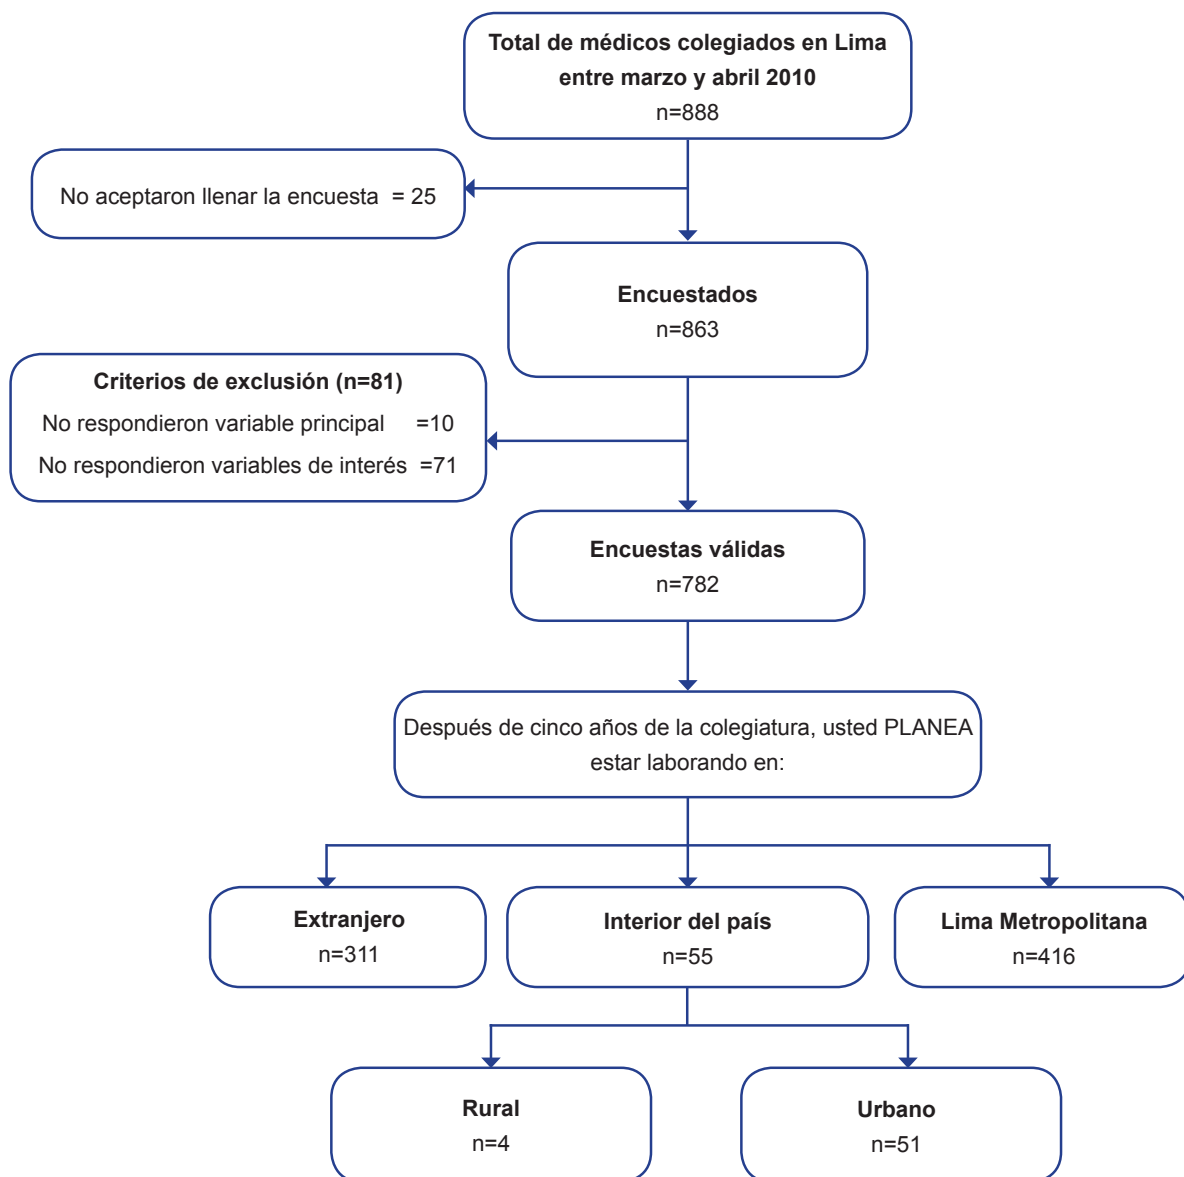 Total de médicos colegiados en Lima
entre marzo y abril 2010
n=888
No aceptaron llenar la encuesta = 25
Encuestados
n=863
Criterios de exclusión (n=81)
No respondieron variable principal =10
No respondieron variables de interés =71
Encuestas válidas
n=782
Después de cinco años de la colegiatura, usted PLANEA
estar laborando en:
Extranjero
n=311
Interior del país
n=55
Lima Metropolitana
n=416
Rural
n=4
Urbano
n=51